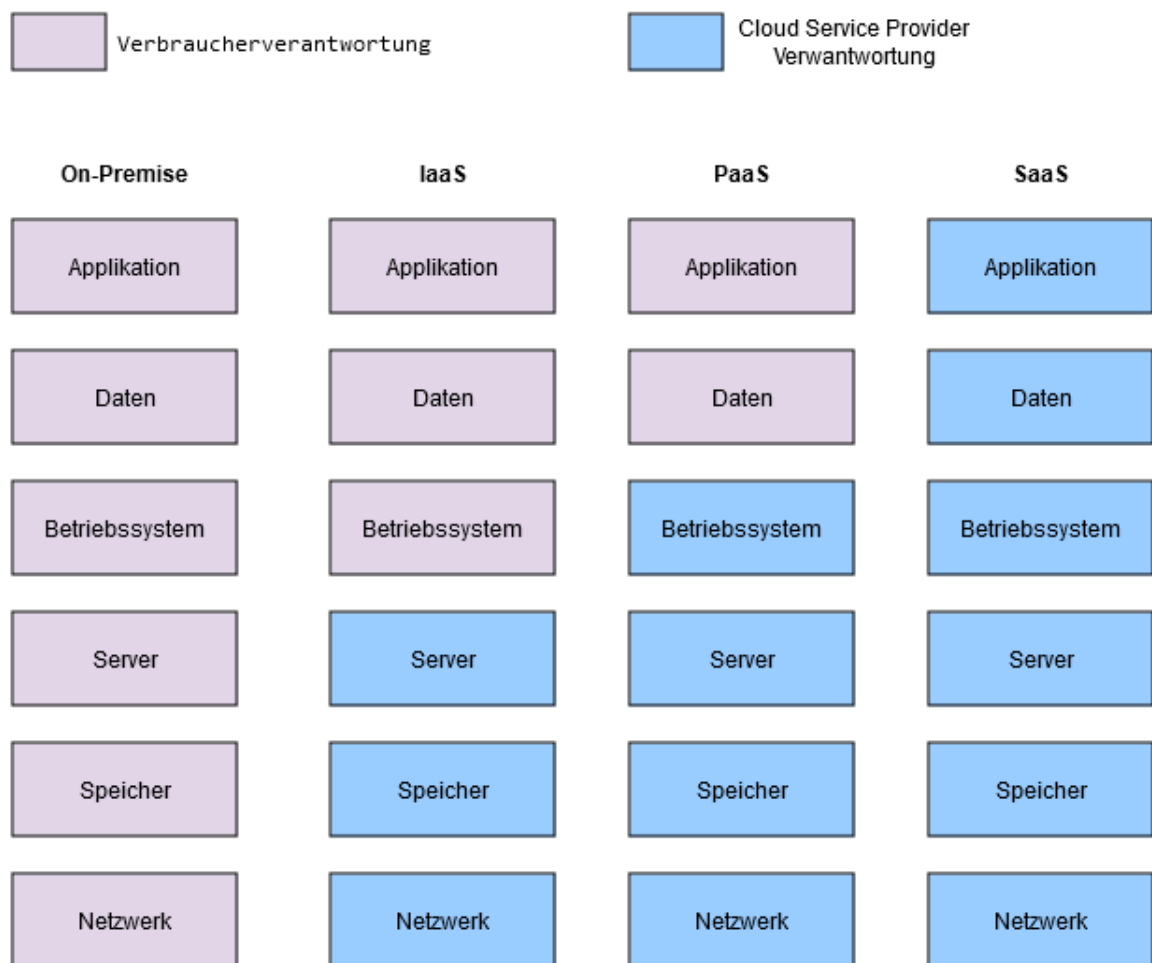 Verbraucherverantwortung
Cloud Service Provider
Verwantwortung
On-Premise IaaS PaaS SaaS
Applikation Applikation Applikation Applikation
Daten Daten Daten Daten
Betriebssystem Betriebssystem Betriebssystem Betriebssystem
Server Server Server Server
Speicher Speicher Speicher Speicher
Netzwerk Netzwerk Netzwerk Netzwerk